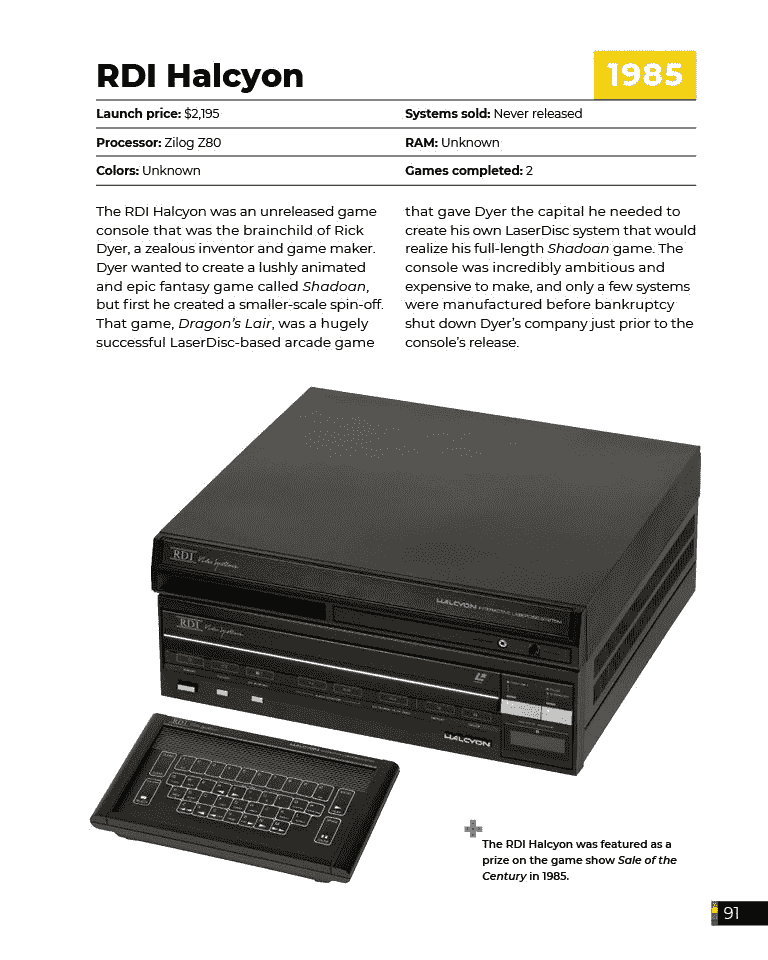 RDI Halcyon
1985
Launch price: $2,195
Systems sold: Never released
Processor: Zilog Z80
RAM: Unknown
Colors: Unknown
Games completed: 2
The RDI Halcyon was an unreleased game
console that was the brainchild of Rick
Dyer, a zealous inventor and game maker.
Dyer wanted to create a lushly animated
and epic fantasy game called Shadoan,
but first he created a smaller-scale spin-off.
That game, Dragon's Lair, was a hugely
successful LaserDisc-based arcade game
that gave Dyer the capital he needed to
create his own LaserDisc system that would
realize his full-length Shadoan game. The
console was incredibly ambitious and
expensive to make, and only a few systems
were manufactured before bankruptcy
shut down Dyer's company just prior to the
console's release.
RDI Video Systems
HALCYON INTERACTIVE LASERDISC SYSTEM
RDI Video Systems
HALCYON
RDI
HALCYON
The RDI Halcyon was featured as a
prize on the game show Sale of the
Century in 1985.
91